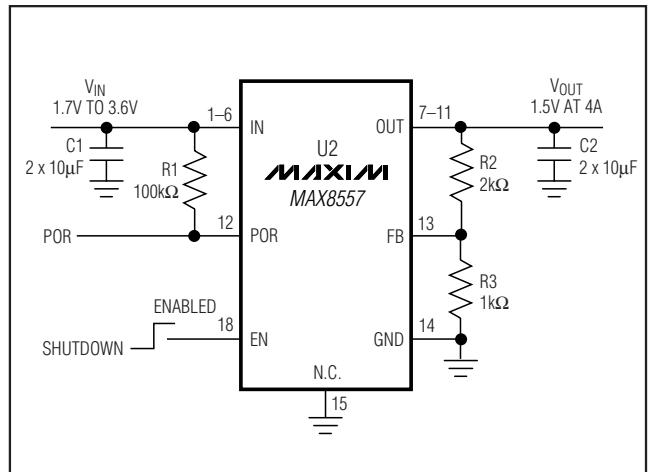 VIN
1.7V TO 3.6V
1–6
IN
C1
2 x 10µF
R1
100kΩ
POR
12
POR
ENABLED
SHUTDOWN
18
EN
U2
MAXIM
MAX8557
N.C.
15
VOUT
1.5V AT 4A
7–11
OUT
C2
2 x 10µF
R2
2kΩ
13
FB
R3
1kΩ
14
GND